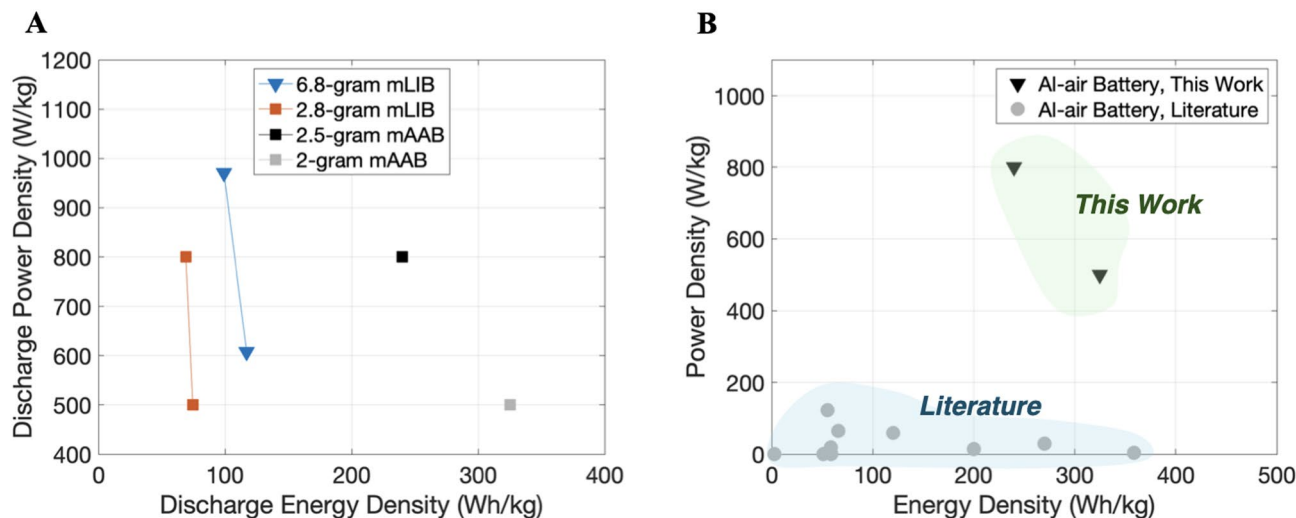 A
1200
1100
1000
900
800
700
600
500
400
0
100
200
300
400
Discharge Power Density (W/kg)
Discharge Energy Density (Wh/kg)
6.8-gram mLIB
2.8-gram mLIB
2.5-gram mAAB
2-gram mAAB
B
1000
800
600
400
200
0
0
100
200
300
400
500
Power Density (W/kg)
Energy Density (Wh/kg)
Al-air Battery, This Work
Al-air Battery, Literature
This Work
Literature